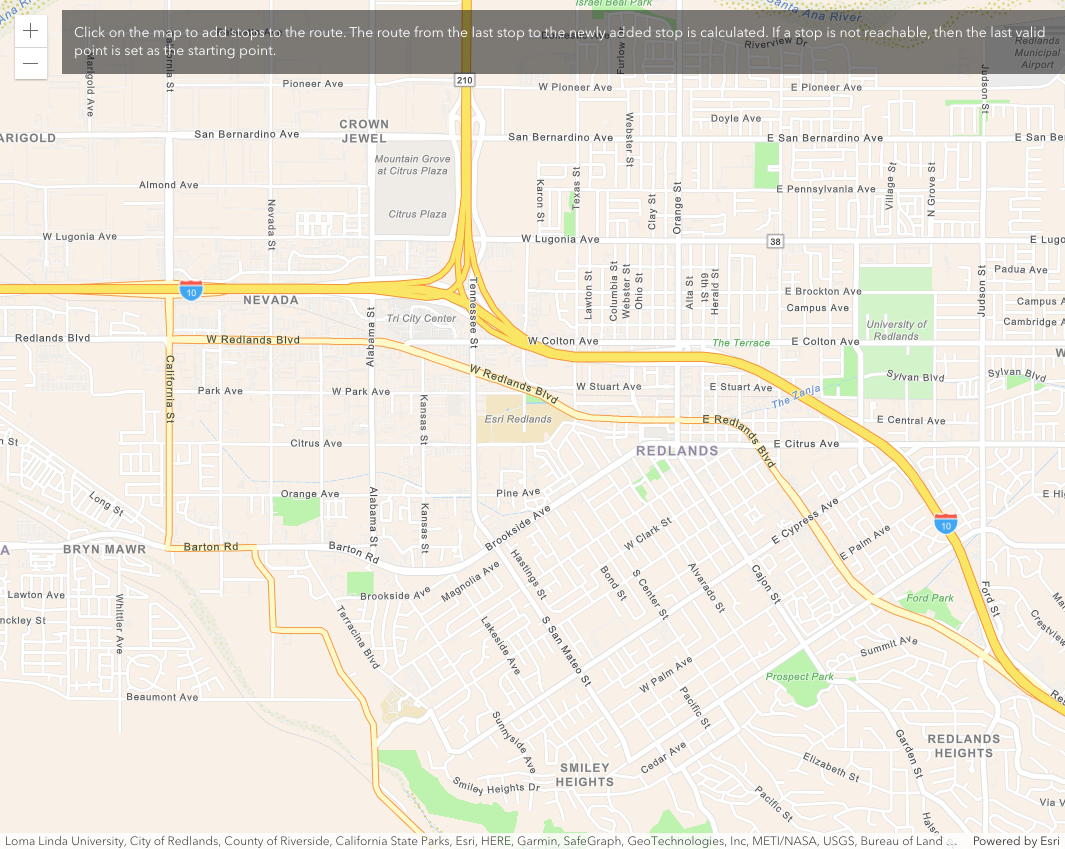 Israel Beal Park
Santa Ana River
Click on the map to add stops to the route. The route from the last stop to the newly added stop is calculated. If a stop is not reachable, then the last valid
point is set as the starting point.
Furlow
Riverview Dr
Redlands
Municipal
Airport
Marigold Ave
California St
210
Pioneer Ave
W Pioneer Ave
E Pioneer Ave
Judson St
Doyle Ave
Webster St
ARIGOLD
San Bernardino Ave
CROWN
JEWEL
San Bernardino Ave
E San Bernardino Ave
E San Be
Mountain Grove
at Citrus Plaza
Almond Ave
Nevada St
Citrus Plaza
Karon St
Texas St
Clay St
Orange St
E Pennsylvania Ave
Village St
N Grove St
W Lugonia Ave
W Lugonia Ave
38
E Lugo
Padua Ave
10
NEVADA
Tennessee St
Lawton St
Columbia St
Webster St
Ohio St
Alta St
6th St
Herald St
E Brockton Ave
Campus Ave
Judson St
Campus A
Tri City Center
University of
Redlands
Cambridge A
Redlands Blvd
W Redlands Blvd
Alabama St
W Colton Ave
The Terrace
E Colton Ave
W
California St
Park Ave
W Park Ave
W Redlands Blvd
W Stuart Ave
E Stuart Ave
The Zanja
Sylvan Blvd
Sylvan Blvd
Kansas St
Esri Redlands
E Redlands Blvd
E Central Ave
n St
Citrus Ave
REDLANDS
E Citrus Ave
Long St
Orange Ave
Alabama St
Kansas St
Pine Ave
Brookside Ave
W Clark St
E Cypress Ave
E Palm Ave
10
E Hi
A
BRYN MAWR
Barton Rd
Barton Rd
Lawton Ave
nckley St
Whittier Ave
Brookside Ave
Magnolia Ave
Hastings St
Bond St
S Center St
Alvarado St
Cajon St
Ford Park
Ford St
Mar
Crestview
Terracina Blvd
Lakeside Ave
S San Mateo St
Summit Ave
W Palm Ave
Prospect Park
Beaumont Ave
Pacific St
Sunnyside Ave
Garden St
REDLANDS
HEIGHTS
Cedar Ave
SMILEY
HEIGHTS
Elizabeth St
Smiley Heights Dr
Pacific St
Halsc
Via V
Loma Linda University, City of Redlands, County of Riverside, California State Parks, Esri, HERE, Garmin, SafeGraph, GeoTechnologies, Inc, METI/NASA, USGS, Bureau of Land ...
Powered by Esri